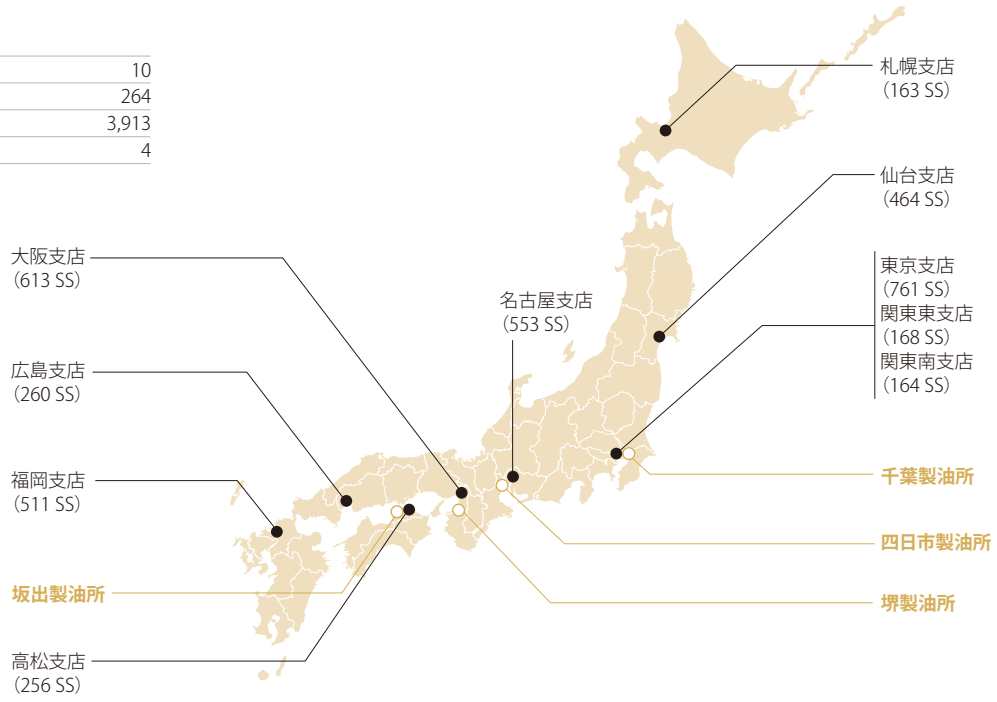 10
264
3,913
4
札幌支店
（163 SS）
仙台支店
（464 SS）
東京支店
（761 SS）
関東東支店
（168 SS）
関東南支店
（164 SS）
大阪支店
（613 SS）
名古屋支店
（553 SS）
広島支店
（260 SS）
福岡支店
（511 SS）
千葉製油所
四日市製油所
坂出製油所
堺製油所
高松支店
（256 SS）